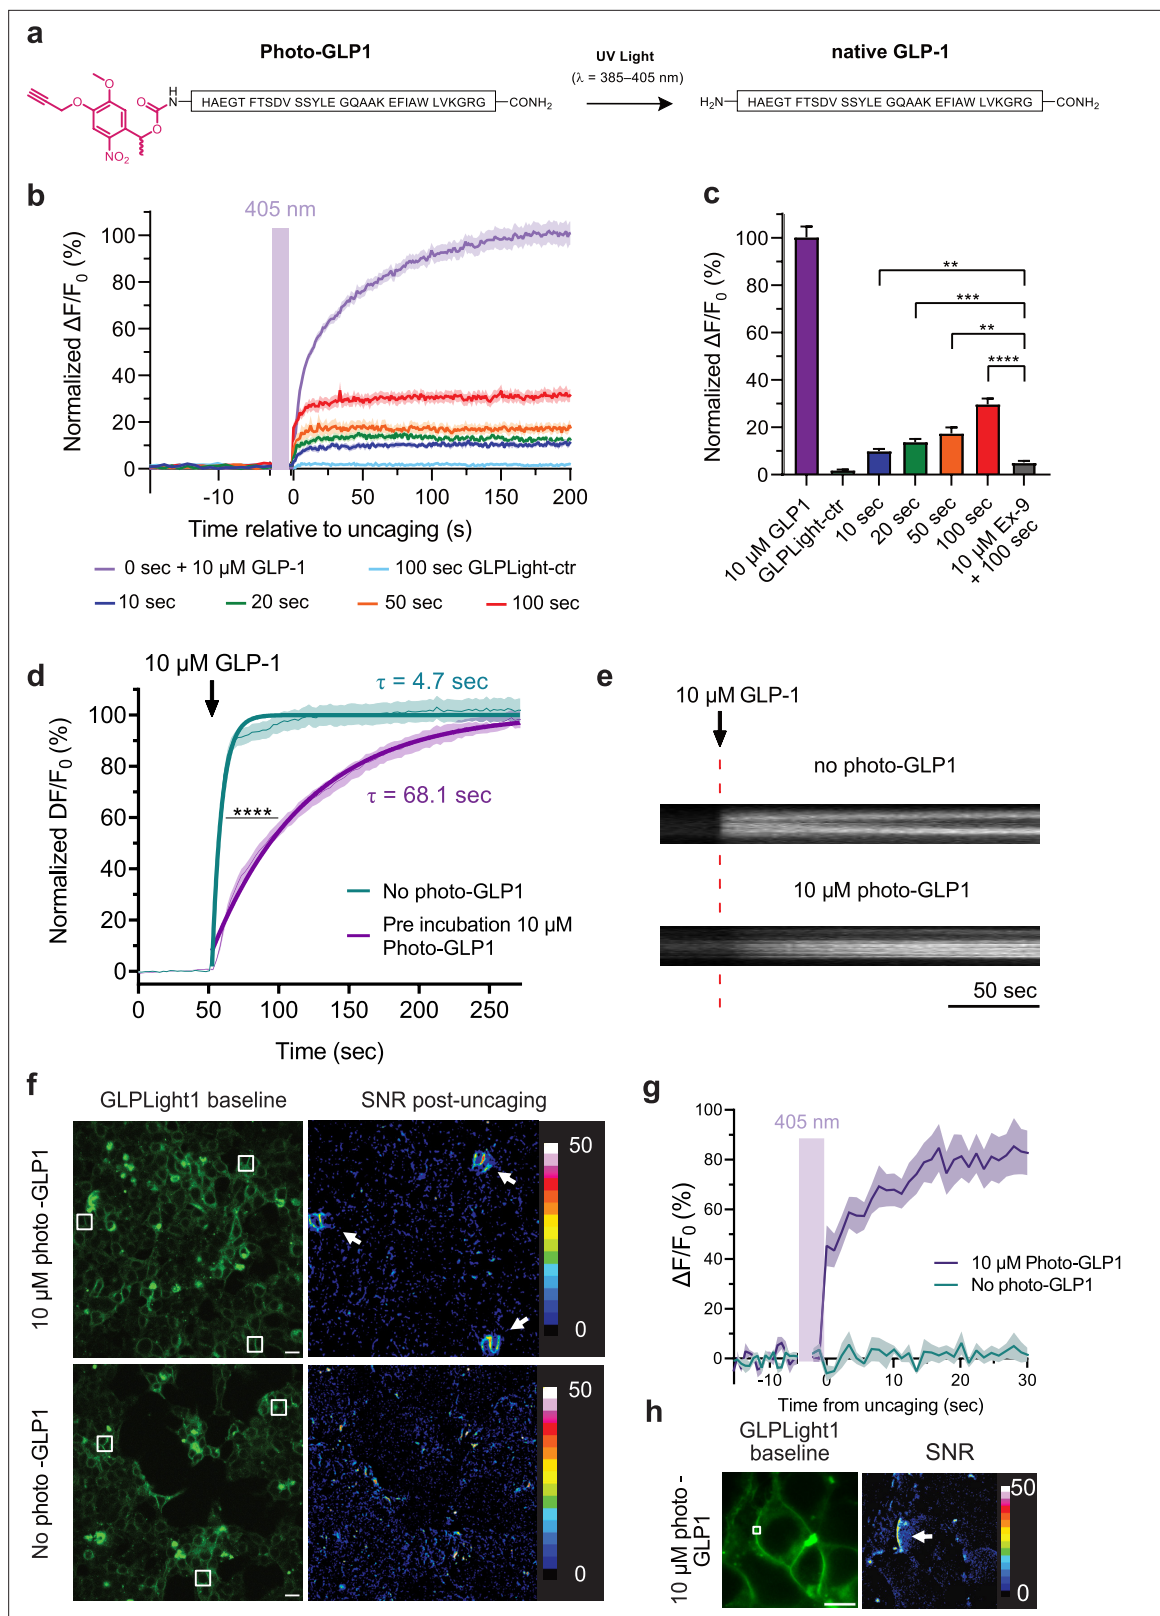 a
Photo-GLP1
UV Light
(λ = 385–405 nm)
native GLP-1
O
O
O
O
NO₂
H
N
HAEGT FTSDV SSYLE GQAAK EFIAW LVKGRG
CONH₂
H₂N
HAEGT FTSDV SSYLE GQAAK EFIAW LVKGRG
CONH₂
b
405 nm
Normalized ΔF/F₀ (%)
100
80
60
40
20
0
-10
0
50
100
150
200
Time relative to uncaging (s)
0 sec + 10 µM GLP-1
100 sec GLPLight-ctr
10 sec
20 sec
50 sec
100 sec
c
Normalized ΔF/F₀ (%)
100
80
60
40
20
0
**
***
**
****
10 µM GLP1
GLPLight-ctr
10 sec
20 sec
50 sec
100 sec
10 µM Ex-9
+ 100 sec
d
10 µM GLP-1
τ = 4.7 sec
Normalized DF/F₀ (%)
100
80
60
40
20
0
****
τ = 68.1 sec
No photo-GLP1
Pre incubation 10 µM
Photo-GLP1
0
50
100
150
200
250
Time (sec)
e
10 µM GLP-1
no photo-GLP1
10 µM photo-GLP1
50 sec
f
GLPLight1 baseline
SNR post-uncaging
10 µM photo -GLP1
50
0
No photo -GLP1
50
0
g
405 nm
ΔF/F₀ (%)
100
80
60
40
80
0
10 µM Photo-GLP1
No photo-GLP1
-10
0
10
20
30
Time from uncaging (sec)
h
GLPLight1
baseline
SNR
10 µM photo -
GLP1
50
0